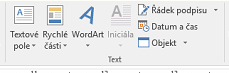 Textové pole
Rychlé části
WordArt
Iniciála
Řádek podpisu
Datum a čas
Objekt
Text